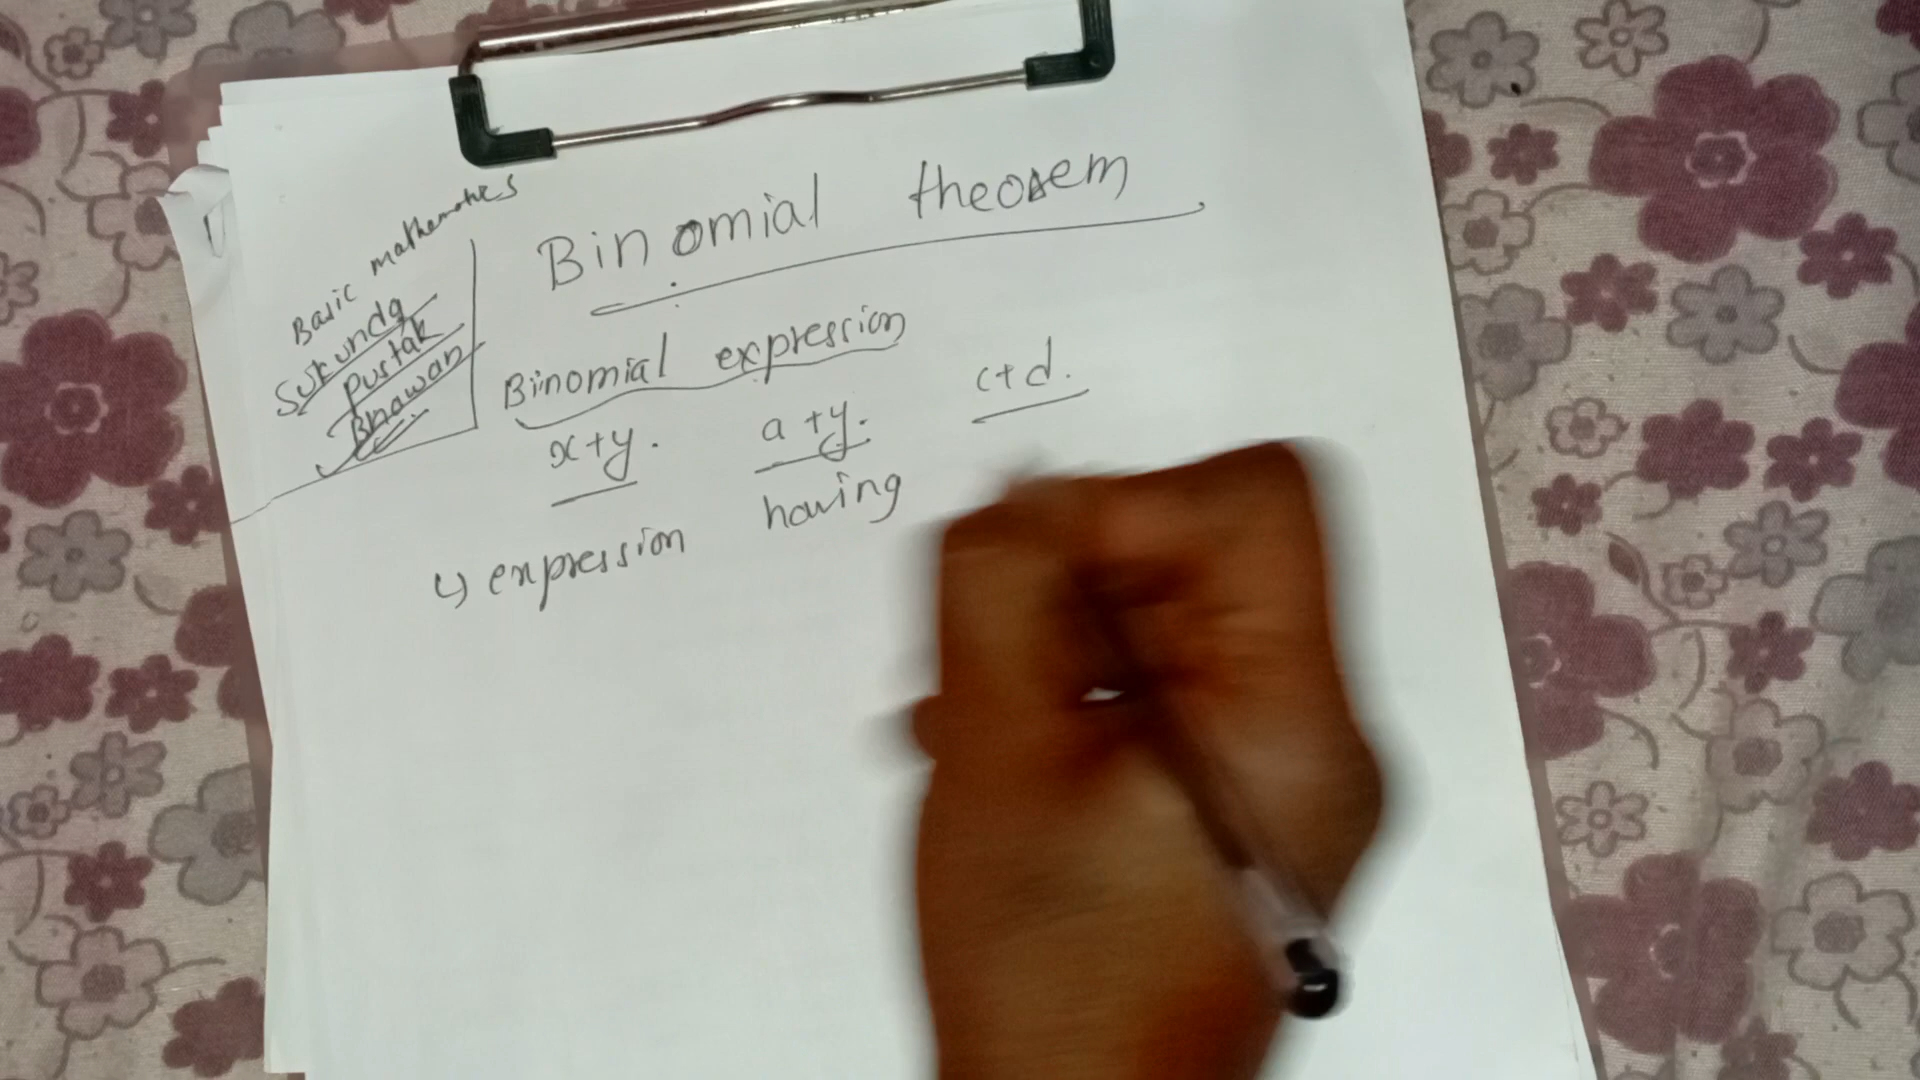 Basic mathematics
Sukunda
Pustak
Bhawan
Binomial theorem
Binomial expression
x+y. a+y. c+d.
↳ expression having